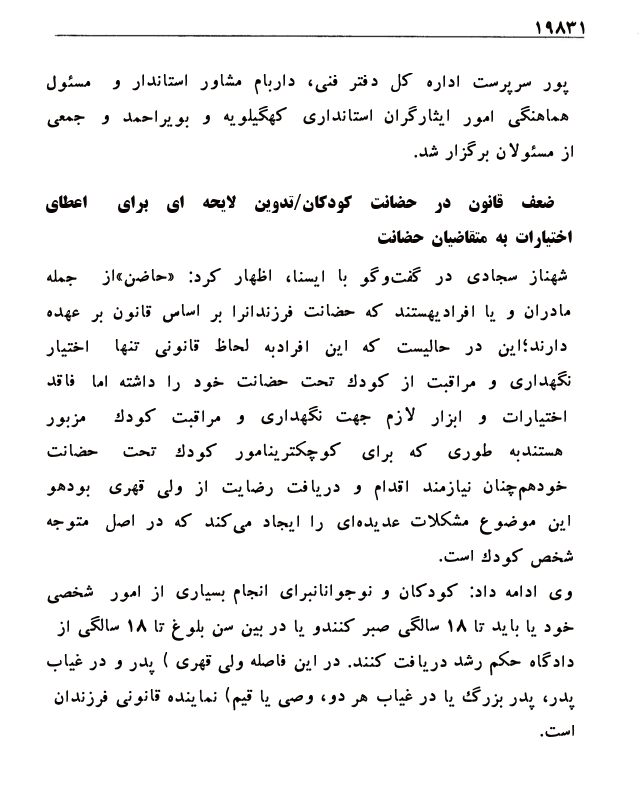 ۱۹۸۳۱
پور سرپرست اداره کل دفتر فنی، داربام مشاور استاندار و مسئول
هماهنگی امور ایثارگران استانداری کهگیلویه و بویراحمد و جمعی
از مسئولان برگزار شد.
ضعف قانون در حضانت کودکان/تدوین لایحه ای برای اعطای
اختیارات به متقاضیان حضانت
شهناز سجادی در گفت‌وگو با ایسنا، اظهار کرد: «حاضن»از جمله
مادران و یا افرادیهستند که حضانت فرزندانرا بر اساس قانون بر عهده
دارند؛این در حالیست که این افرادبه لحاظ قانونی تنها اختیار
نگهداری و مراقبت از کودك تحت حضانت خود را داشته اما فاقد
اختیارات و ابزار لازم جهت نگهداری و مراقبت کودك مزبور
هستندبه طوری که برای کوچکترینامور کودك تحت حضانت
خودهم‌چنان نیازمند اقدام و دریافت رضایت از ولی قهری بودهو
این موضوع مشکلات عدیده‌ای را ایجاد می‌کند که در اصل متوجه
شخص کودك است.
وی ادامه داد: کودکان و نوجوانانبرای انجام بسیاری از امور شخصی
خود یا باید تا ۱۸ سالگی صبر کنندو یا در بین سن بلوغ تا ۱۸ سالگی از
دادگاه حکم رشد دریافت کنند. در این فاصله ولی قهری ) پدر و در غیاب
پدر، پدر بزرگ یا در غیاب هر دو، وصی یا قیم) نماینده قانونی فرزندان
است.